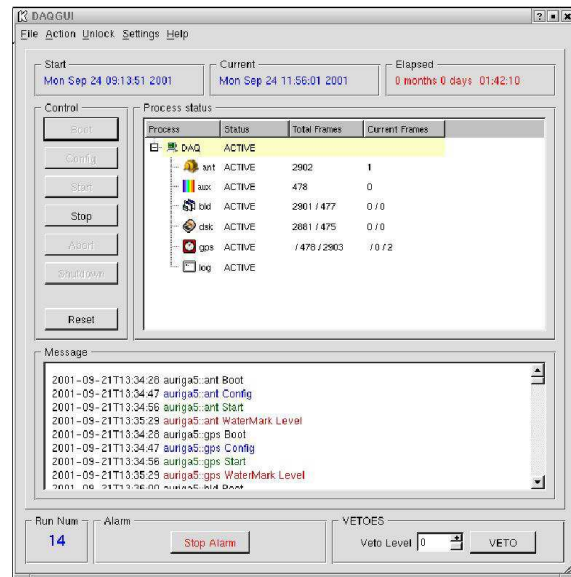 DAQGUI
File Action Unlock Settings Help
Start
Mon Sep 24 09:13:51 2001
Current
Mon Sep 24 11:56:01 2001
Elapsed
0 months 0 days 01:42:10
Control
Boot
Config
Start
Stop
Abort
Shutdown
Reset
Process status
Process Status Total Frames Current Frames
DAQ ACTIVE
ant ACTIVE 2902 1
aux ACTIVE 478 0
bld ACTIVE 2901 / 477 0 / 0
dsk ACTIVE 2881 / 475 0 / 0
gps ACTIVE / 478 / 2903 / 0 / 2
log ACTIVE
Message
2001-09-21T13:34:28 auriga5::ant Boot
2001-09-21T13:34:47 auriga5::ant Config
2001-09-21T13:34:56 auriga5::ant Start
2001-09-21T13:35:29 auriga5::ant WaterMark Level
2001-09-21T13:34:28 auriga5::gps Boot
2001-09-21T13:34:47 auriga5::gps Config
2001-09-21T13:34:56 auriga5::gps Start
2001-09-21T13:35:29 auriga5::gps WaterMark Level
2001-09-21T13:36:00 auriga5::bld Boot
Run Num
14
Alarm
Stop Alarm
VETOES
Veto Level 0 VETO